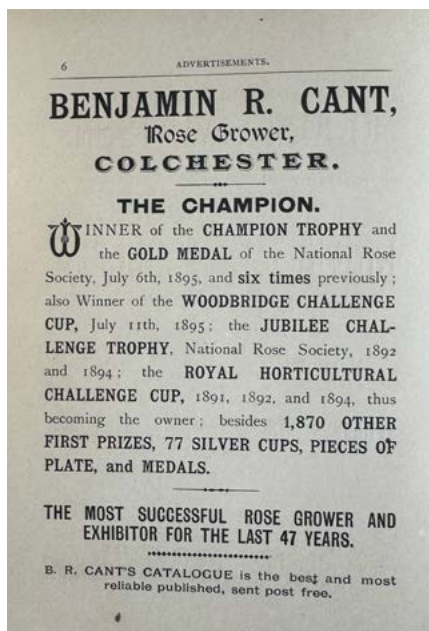 6 ADVERTISEMENTS.
BENJAMIN R. CANT,
Rose Grower,
COLCHESTER.
THE CHAMPION.
WINNER of the CHAMPION TROPHY and
the GOLD MEDAL of the National Rose
Society, July 6th, 1895, and six times previously ;
also Winner of the WOODBRIDGE CHALLENGE
CUP, July 11th, 1895 ; the JUBILEE CHAL-
LENGE TROPHY, National Rose Society, 1892
and 1894 ; the ROYAL HORTICULTURAL
CHALLENGE CUP, 1891, 1892, and 1894, thus
becoming the owner ; besides 1,870 OTHER
FIRST PRIZES, 77 SILVER CUPS, PIECES OF
PLATE, and MEDALS.
THE MOST SUCCESSFUL ROSE GROWER AND
EXHIBITOR FOR THE LAST 47 YEARS.
B. R. CANT'S CATALOGUE is the best and most
reliable published, sent post free.